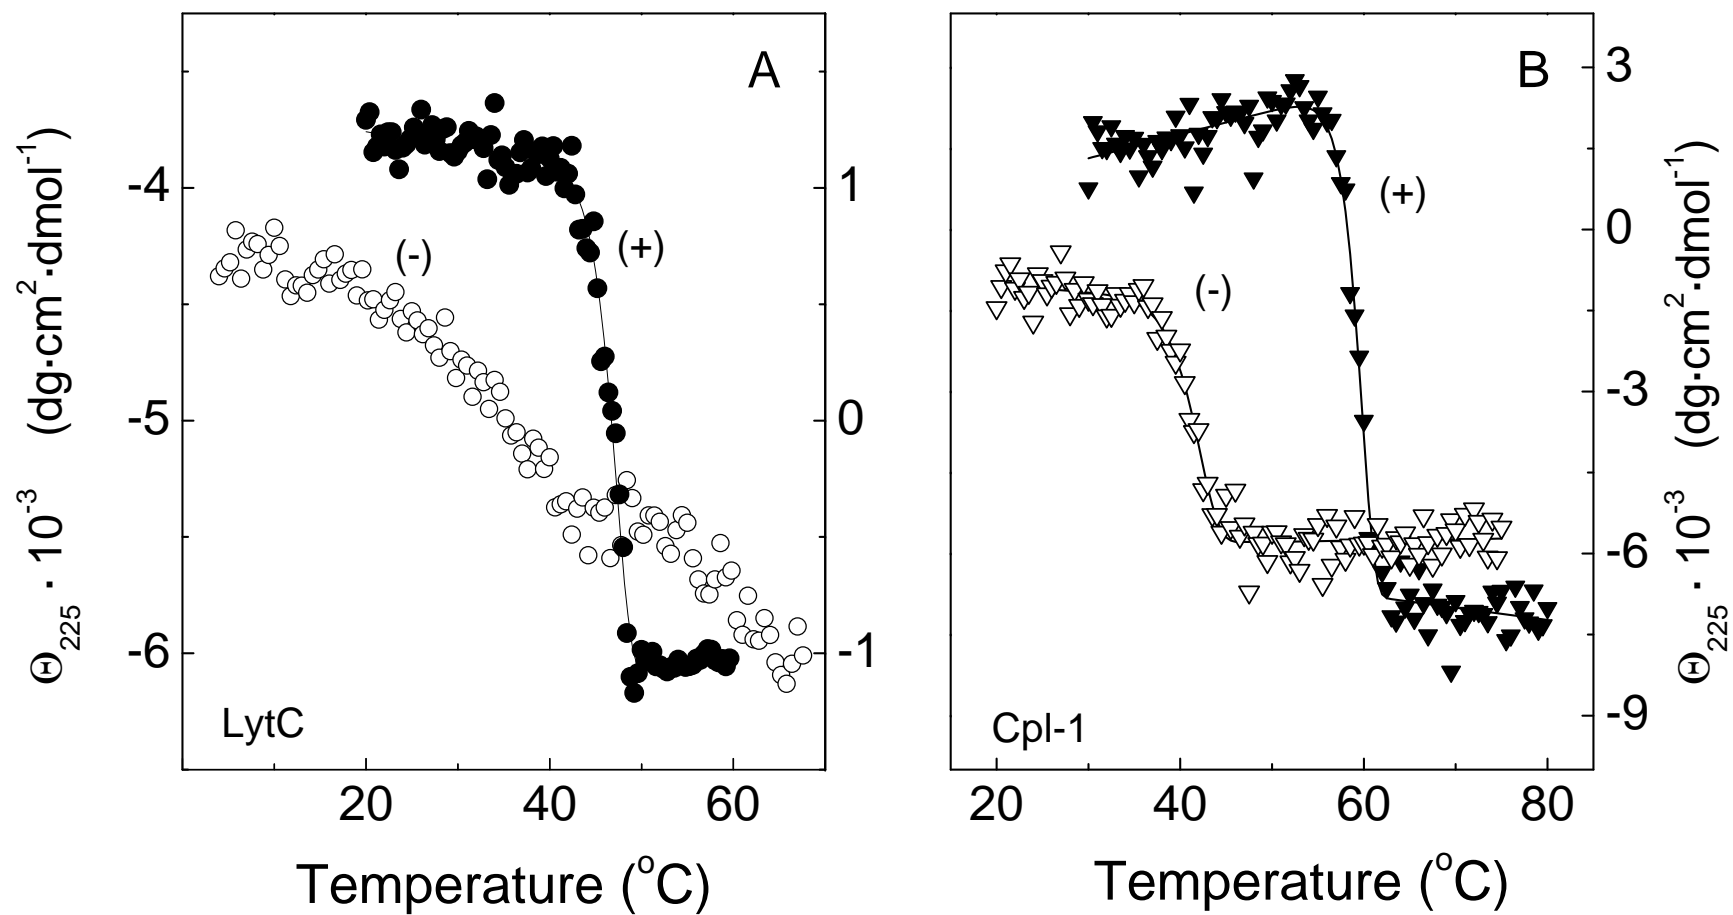 A
Θ225 · 10-3 (dg·cm2·dmol-1)
-4
-5
-6
1
0
-1
(-)
(+)
LytC
20 40 60
Temperature (oC)
B
3
0
-3
-6
-9
Θ225 · 10-3 (dg·cm2·dmol-1)
(+)
(-)
Cpl-1
20 40 60 80
Temperature (oC)